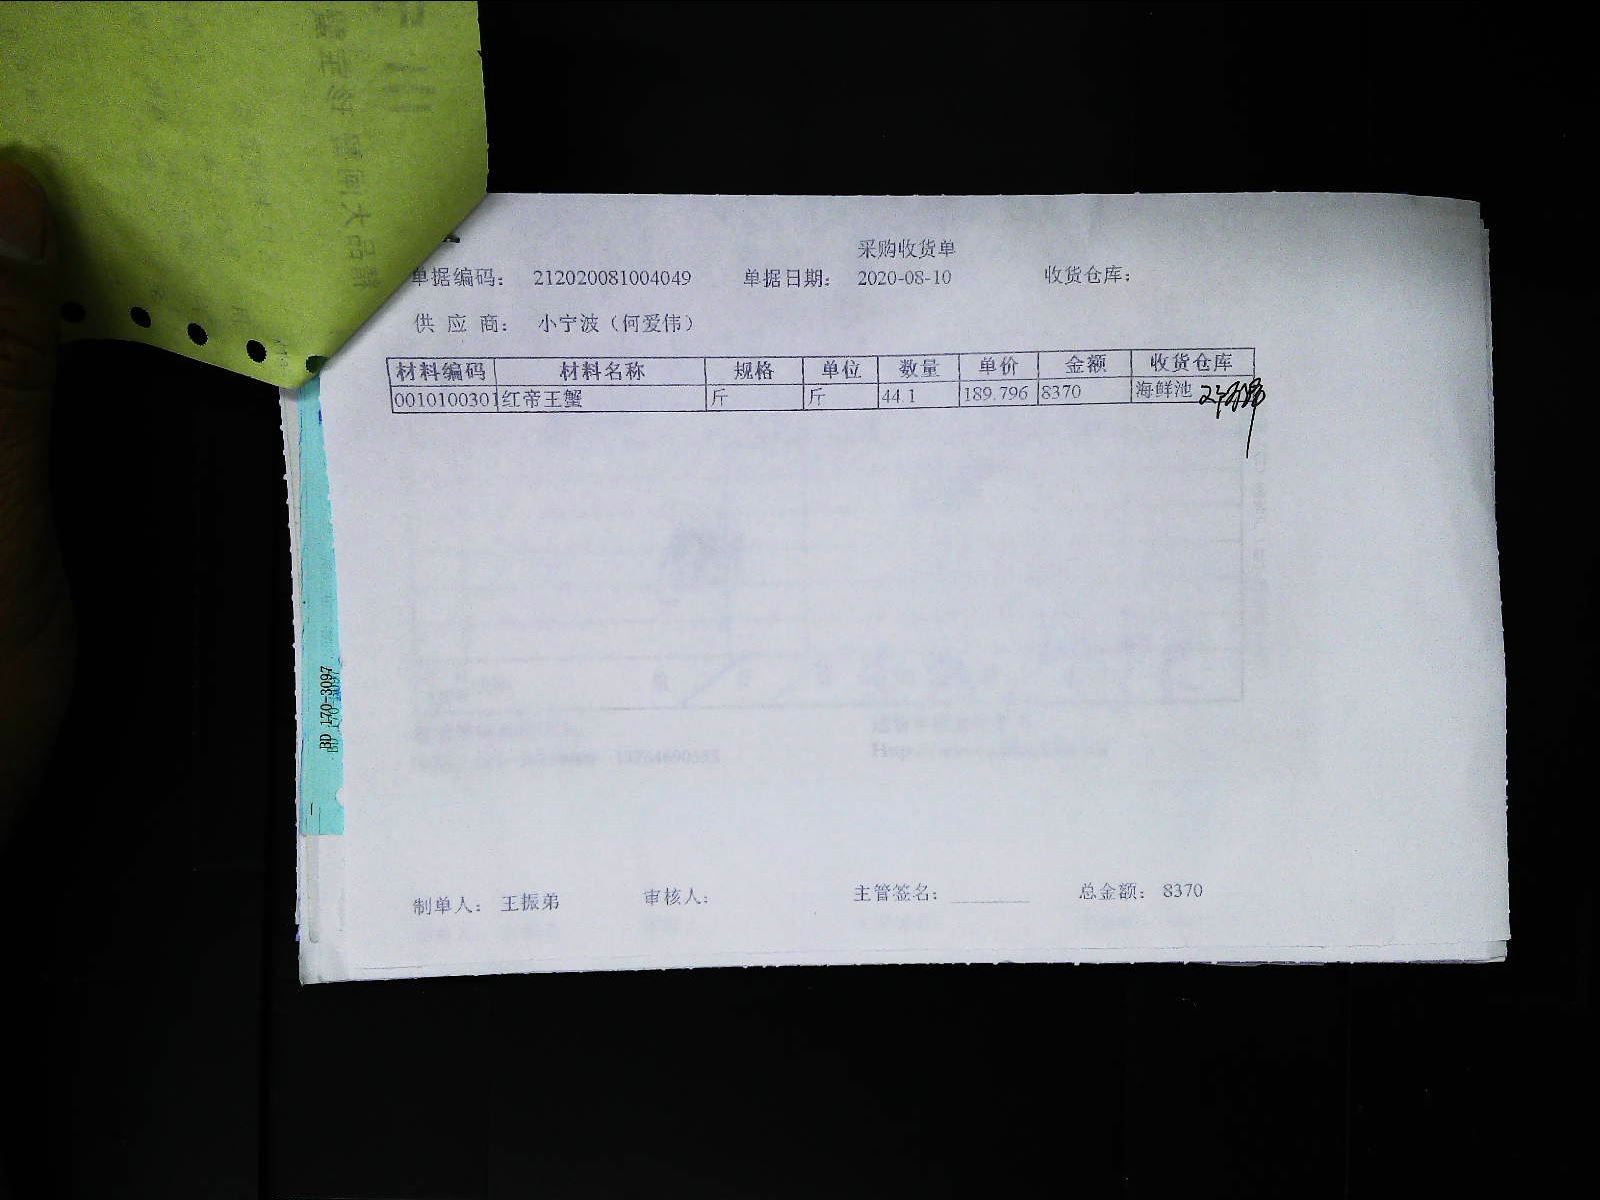 采购收货单
单据编码： 212020081004049 单据日期： 2020-08-10 收货仓库：
供 应 商： 小宁波（何爱伟）
材料编码 材料名称 规格 单位 数量 单价 金额 收货仓库
0010100301 红帝王蟹 斤 斤 44.1 189.796 8370 海鲜池
BD 170-3097
制单人： 王振弟 审核人： 主管签名： 总金额： 8370